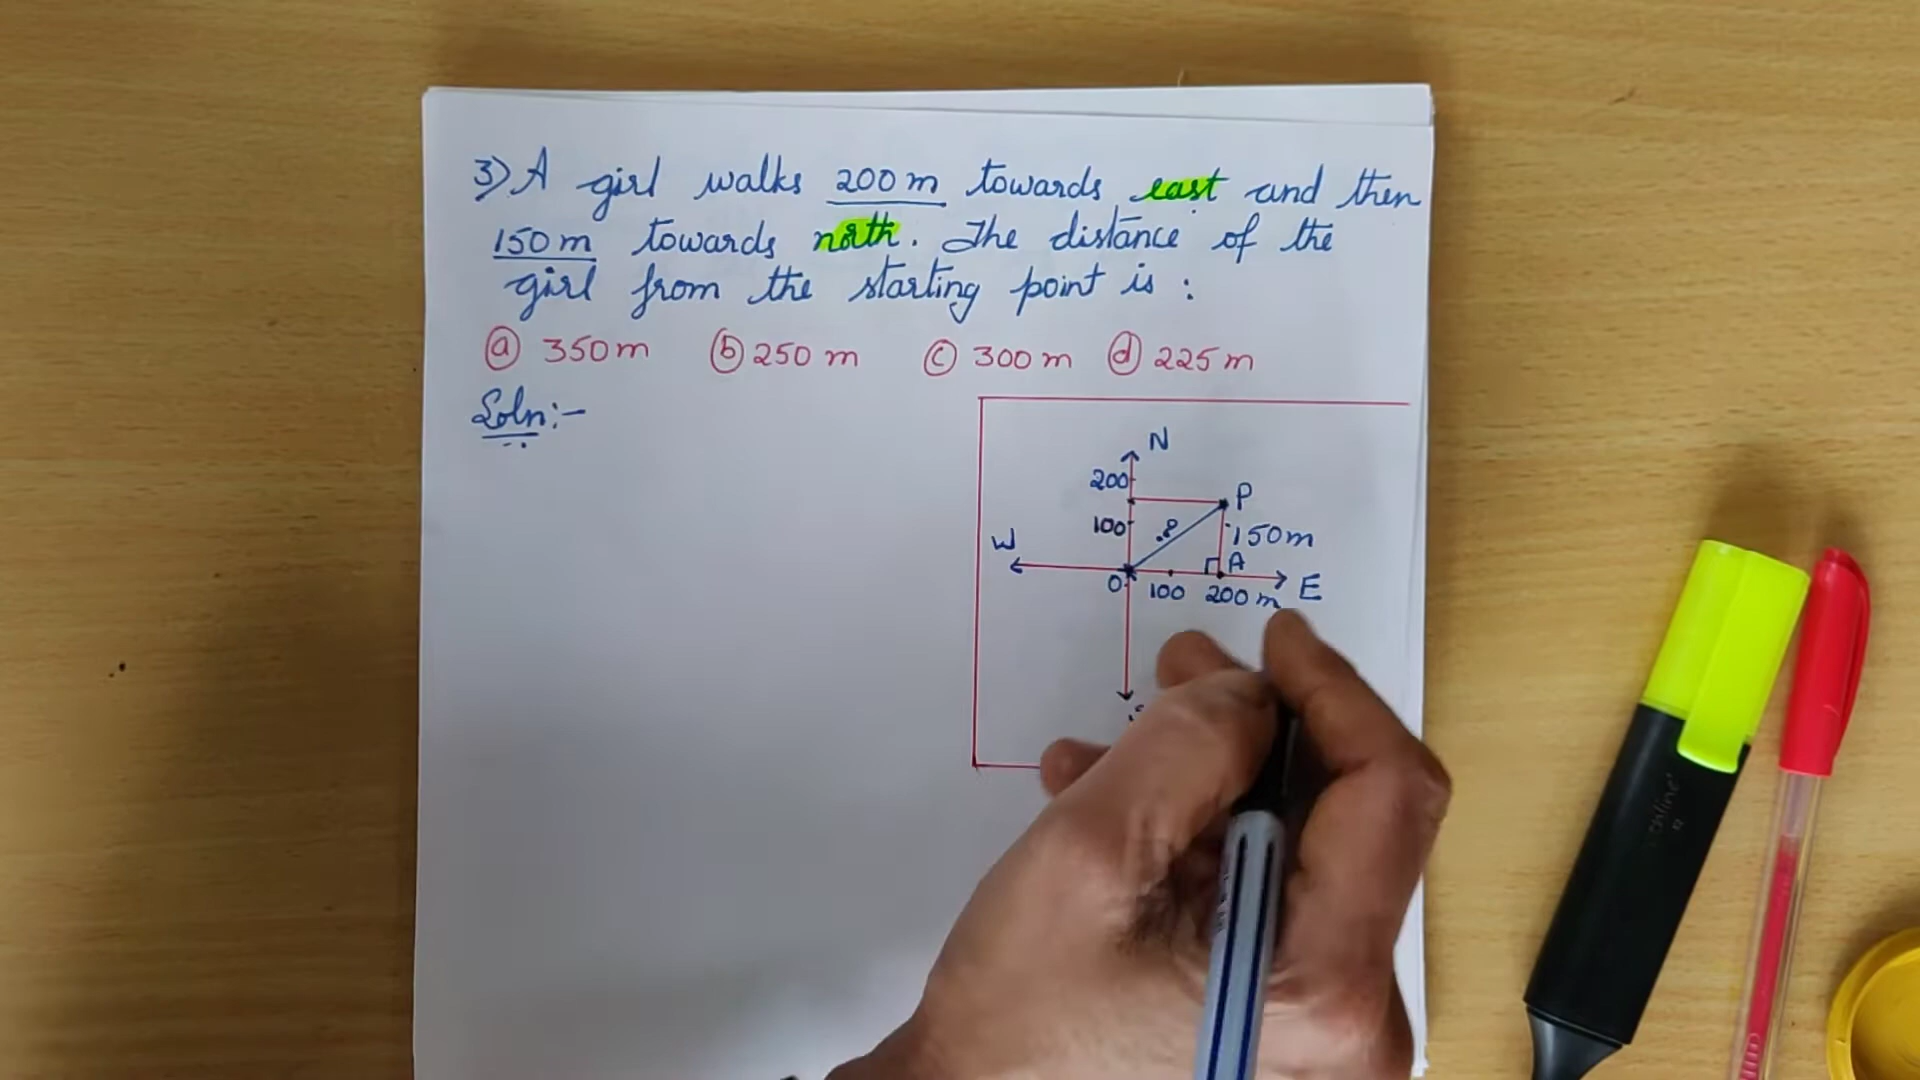 3) A girl walks 200 m towards east and then
150 m towards north. The distance of the
girl from the starting point is :
ⓐ 350 m ⓑ 250 m ⓒ 300 m ⓓ 225 m
Soln:-
N
200
P
100
?
150m
W
A
O
100
200 m
E